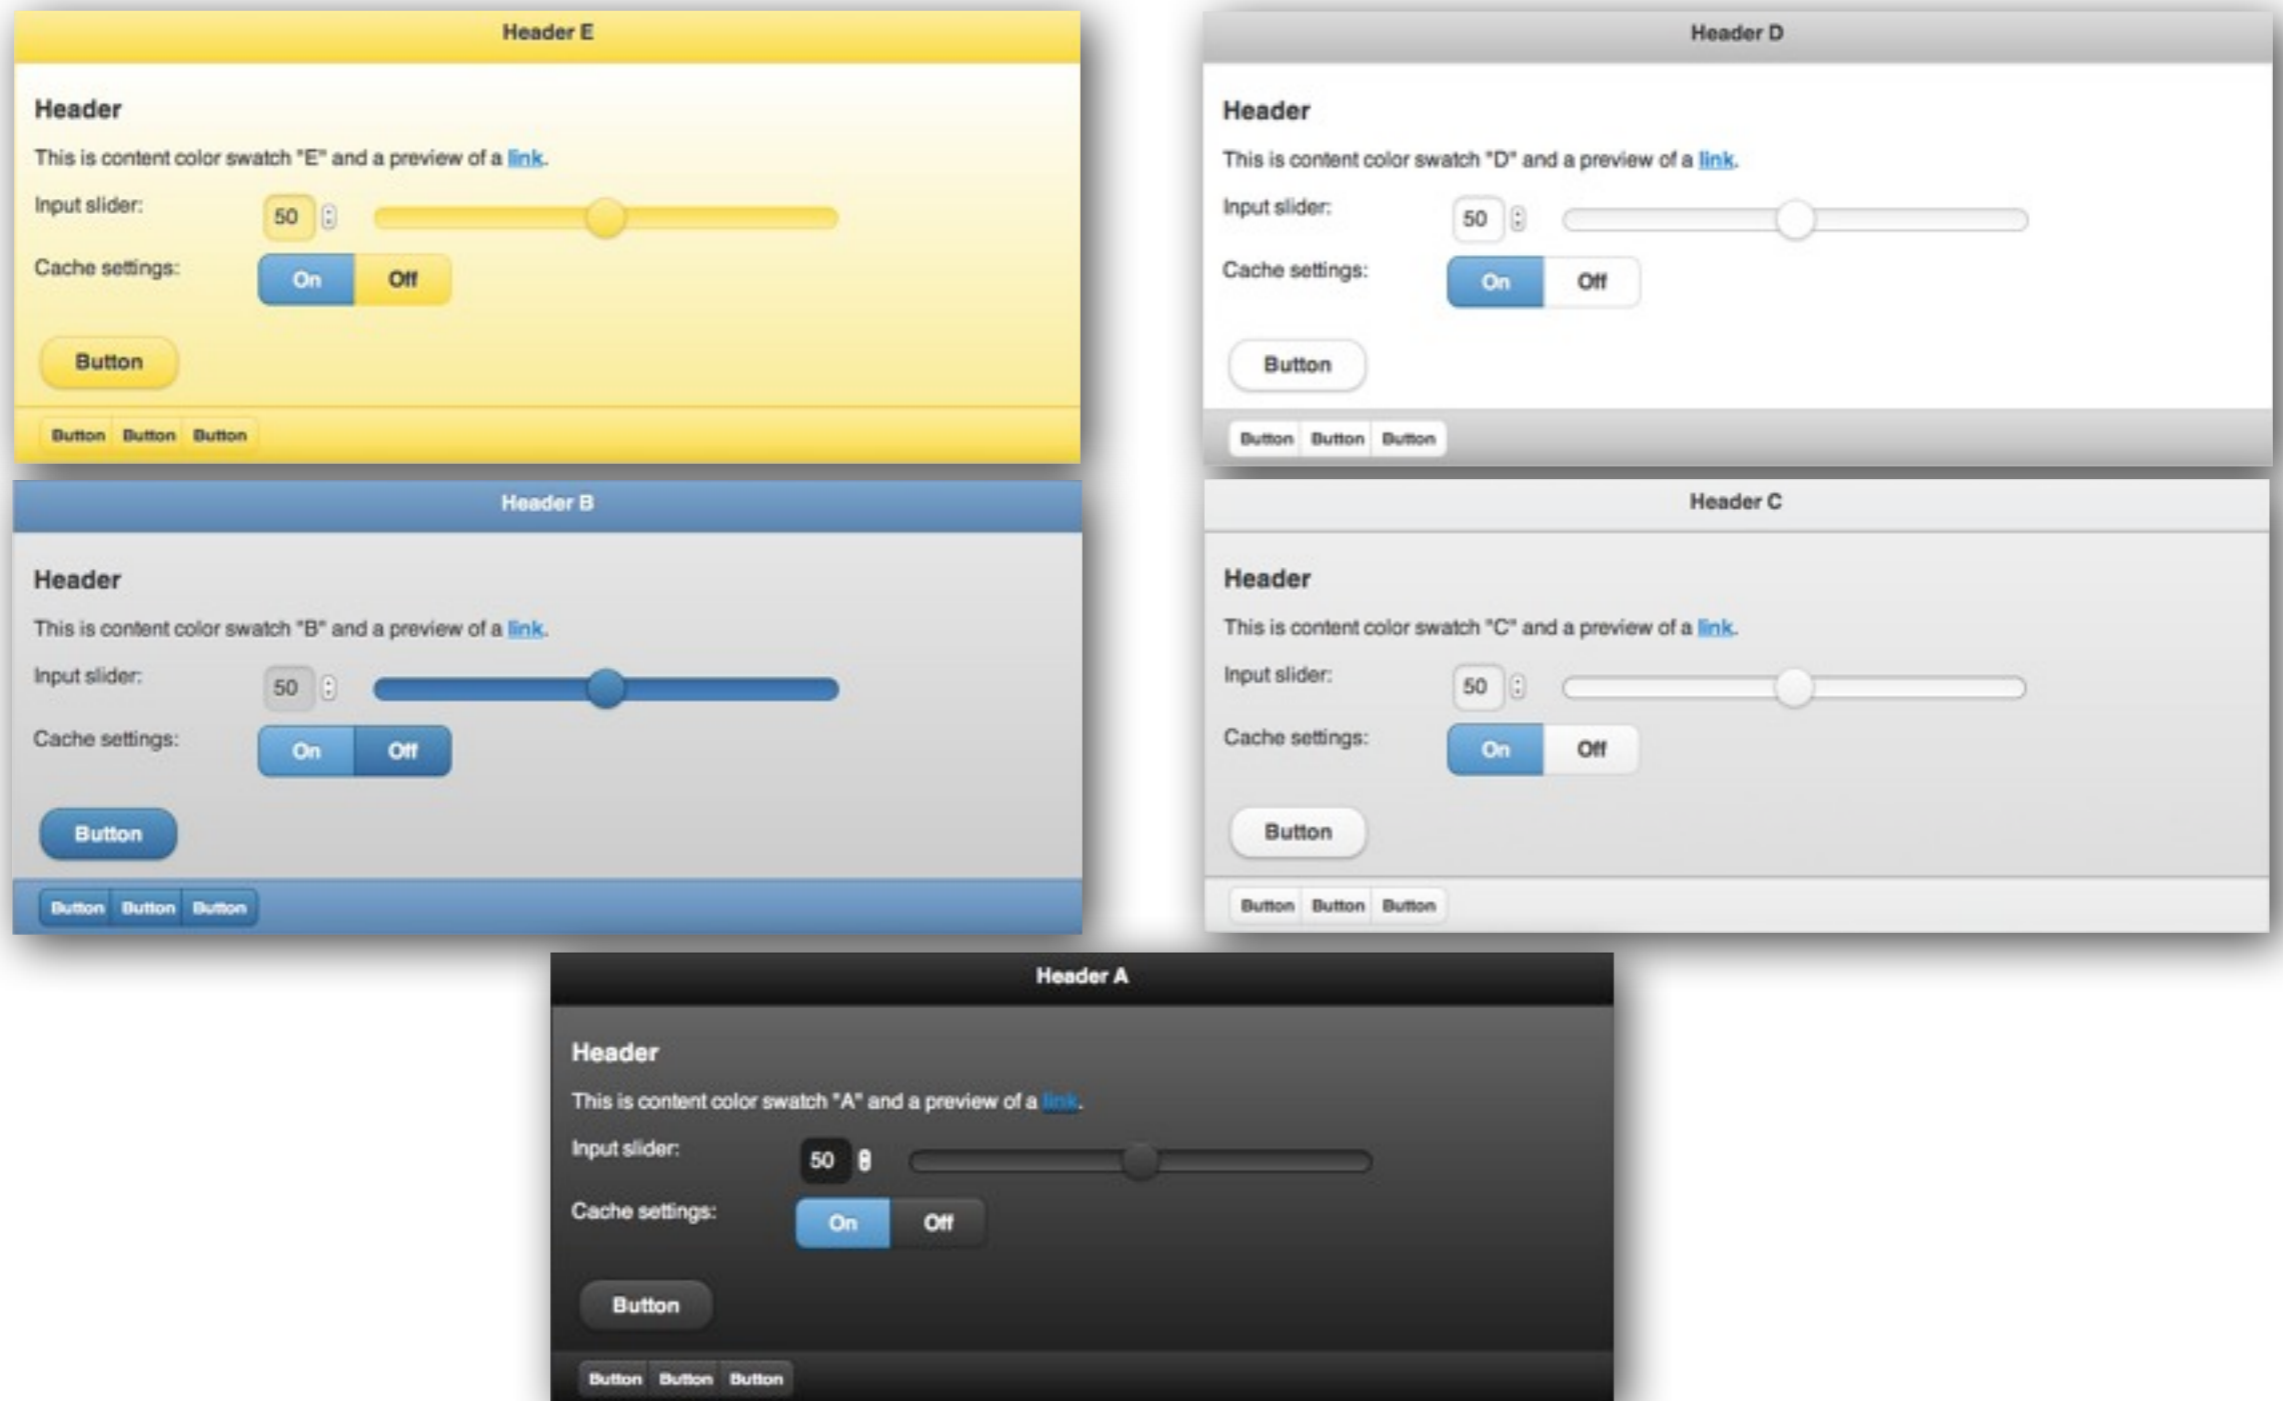 Header E
Header
This is content color swatch "E" and a preview of a link.
Input slider: 50
Cache settings: On Off
Button
Button Button Button
Header D
Header
This is content color swatch "D" and a preview of a link.
Input slider: 50
Cache settings: On Off
Button
Button Button Button
Header B
Header
This is content color swatch "B" and a preview of a link.
Input slider: 50
Cache settings: On Off
Button
Button Button Button
Header C
Header
This is content color swatch "C" and a preview of a link.
Input slider: 50
Cache settings: On Off
Button
Button Button Button
Header A
Header
This is content color swatch "A" and a preview of a link.
Input slider: 50
Cache settings: On Off
Button
Button Button Button